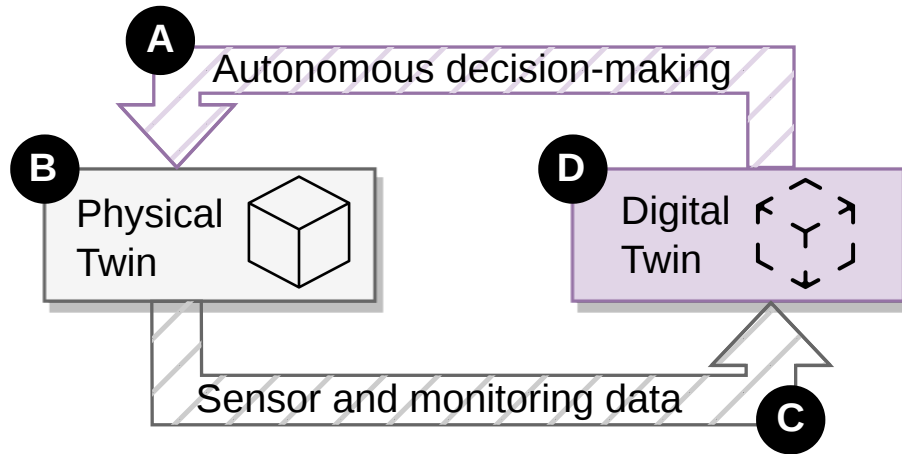 A
Autonomous decision-making
B
Physical
Twin
D
Digital
Twin
Sensor and monitoring data
C